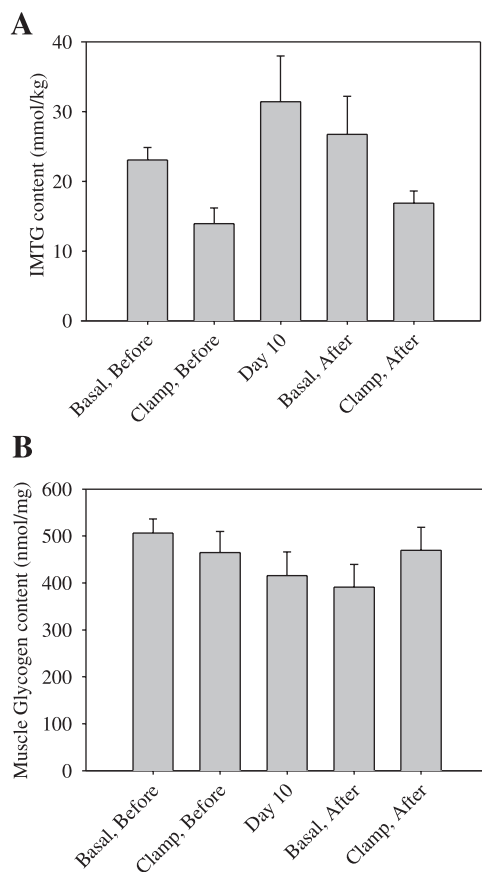 A
IMTG content (mmol/kg)
40
30
20
10
0
Basal, Before
Clamp, Before
Day 10
Basal, After
Clamp, After
B
Muscle Glycogen content (nmol/mg)
600
500
400
300
200
100
0
Basal, Before
Clamp, Before
Day 10
Basal, After
Clamp, After